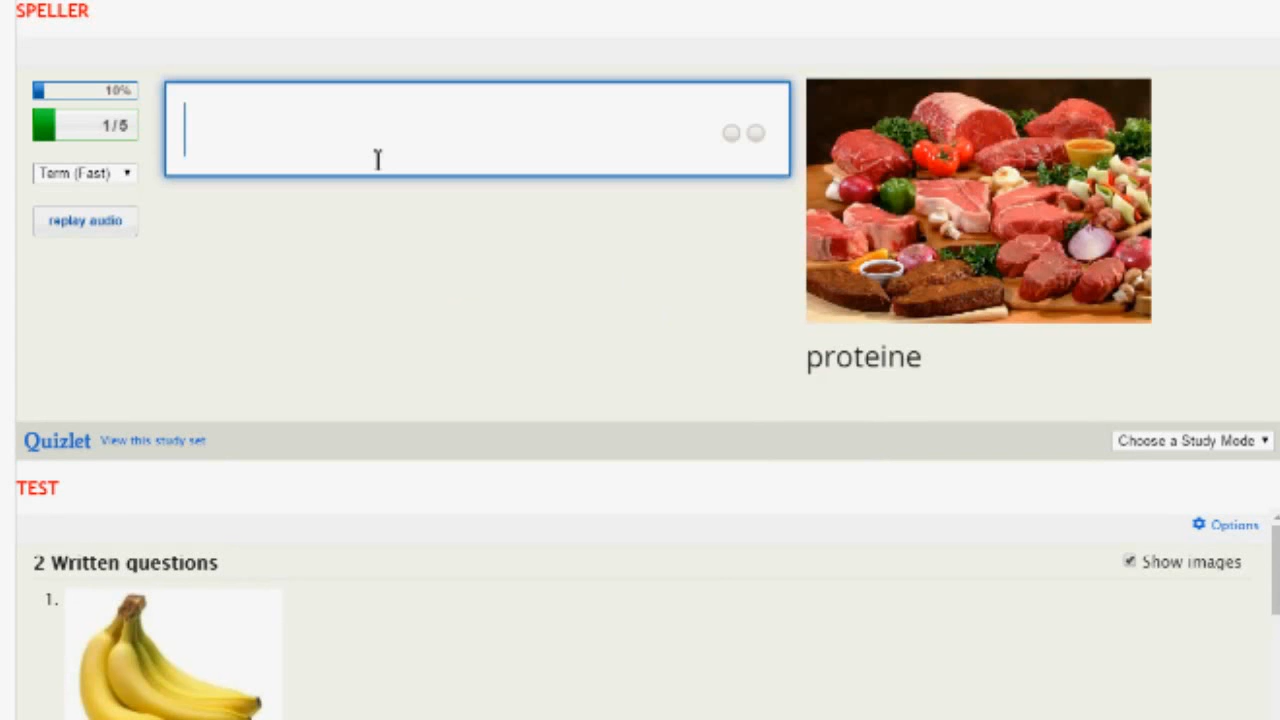 SPELLER
10%
1/5
Term (Fast)
replay audio
proteine
Quizlet View this study set
Choose a Study Mode
TEST
Options
2 Written questions
Show images
1.